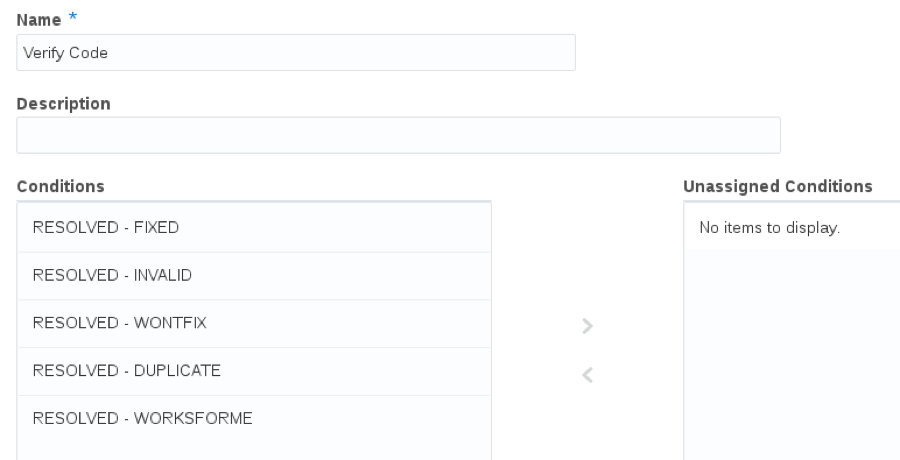 Name *
Verify Code
Description
Conditions
RESOLVED - FIXED
RESOLVED - INVALID
RESOLVED - WONTFIX
RESOLVED - DUPLICATE
RESOLVED - WORKSFORME
Unassigned Conditions
No items to display.